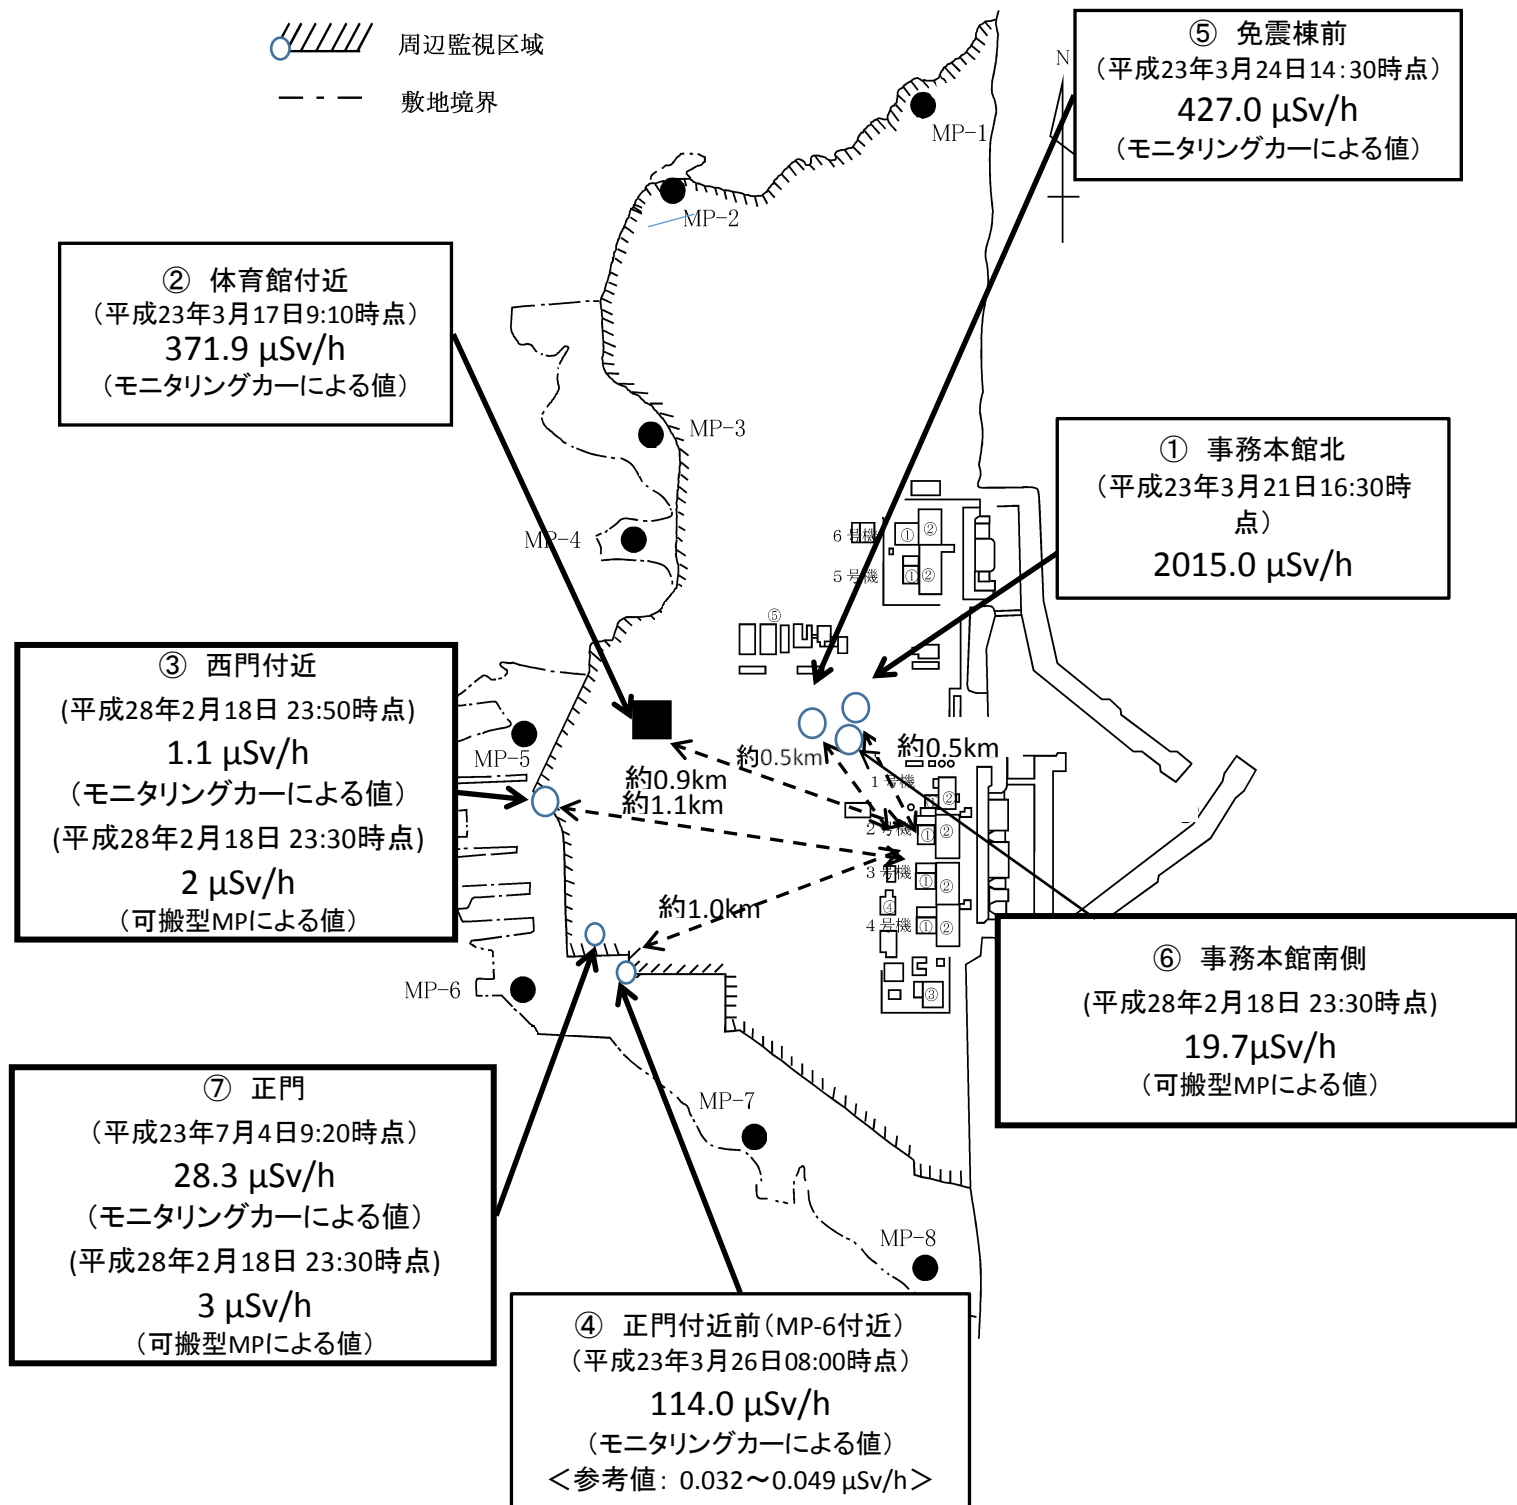 周辺監視区域
敷地境界
⑤ 免震棟前
（平成23年3月24日14:30時点）
427.0 μSv/h
（モニタリングカーによる値）
N
MP-1
MP-2
② 体育館付近
（平成23年3月17日9:10時点）
371.9 μSv/h
（モニタリングカーによる値）
MP-3
① 事務本館北
（平成23年3月21日16:30時
点）
2015.0 μSv/h
MP-4
6号機
①
②
5号機
①
②
⑤
③ 西門付近
(平成28年2月18日 23:50時点)
1.1 μSv/h
（モニタリングカーによる値）
(平成28年2月18日 23:30時点)
2 μSv/h
（可搬型MPによる値）
MP-5
約0.5km
約0.5km
約0.9km
約1.1km
1号機
②
2号機
①
②
3号機
①
②
約1.0km
④
4号機
①
②
③
⑥ 事務本館南側
(平成28年2月18日 23:30時点)
19.7μSv/h
（可搬型MPによる値）
MP-6
⑦ 正門
（平成23年7月4日9:20時点）
28.3 μSv/h
（モニタリングカーによる値）
(平成28年2月18日 23:30時点)
3 μSv/h
（可搬型MPによる値）
MP-7
MP-8
④ 正門付近前（MP-6付近）
（平成23年3月26日08:00時点）
114.0 μSv/h
（モニタリングカーによる値）
＜参考値： 0.032～0.049 μSv/h＞